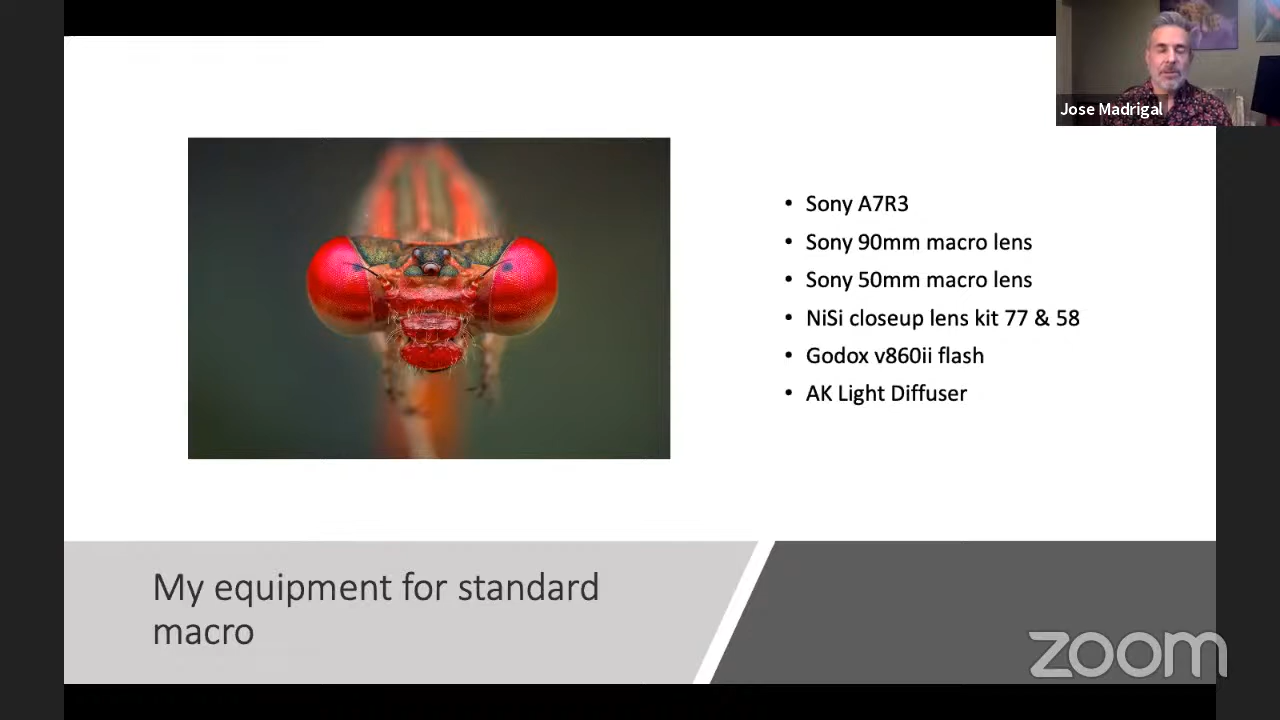 Jose Madrigal
• Sony A7R3
• Sony 90mm macro lens
• Sony 50mm macro lens
• NiSi closeup lens kit 77 & 58
• Godox v860ii flash
• AK Light Diffuser
My equipment for standard
macro
zoom